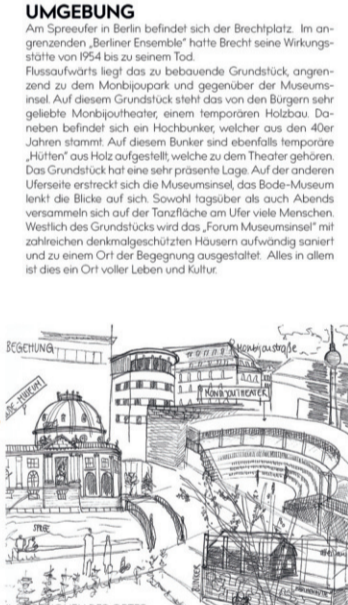 UMGEBUNG
Am Spreeufer in Berlin befindet sich der Brechtplatz. Im an-
grenzenden „Berliner Ensemble" hatte Brecht seine Wirkungs-
stätte von 1954 bis zu seinem Tod.
Flussaufwärts liegt das zu bebauende Grundstück, angren-
zend zu dem Monbijoupark und gegenüber der Museums-
insel. Auf diesem Grundstück steht das von den Bürgern sehr
geliebte Monbijoutheater, einem temporären Holzbau. Da-
neben befindet sich ein Hochbunker, welcher aus den 40er
Jahren stammt. Auf diesem Bunker sind ebenfalls temporäre
„Hütten" aus Holz aufgestellt, welche zu dem Theater gehören.
Das Grundstück hat eine sehr präsente Lage. Auf der anderen
Uferseite erstreckt sich die Museumsinsel, das Bode-Museum
lenkt die Blicke auf sich. Sowohl tagsüber als auch Abends
versammeln sich auf der Tanzfläche am Ufer viele Menschen.
Westlich des Grundstücks wird das „Forum Museumsinsel" mit
zahlreichen denkmalgeschützten Häusern aufwändig saniert
und zu einem Ort der Begegnung ausgestaltet. Alles in allem
ist dies ein Ort voller Leben und Kultur.
BEGEHUNG
Monbijoustraße
MUSEUM
MONBIJOUTHEATER
SPREE